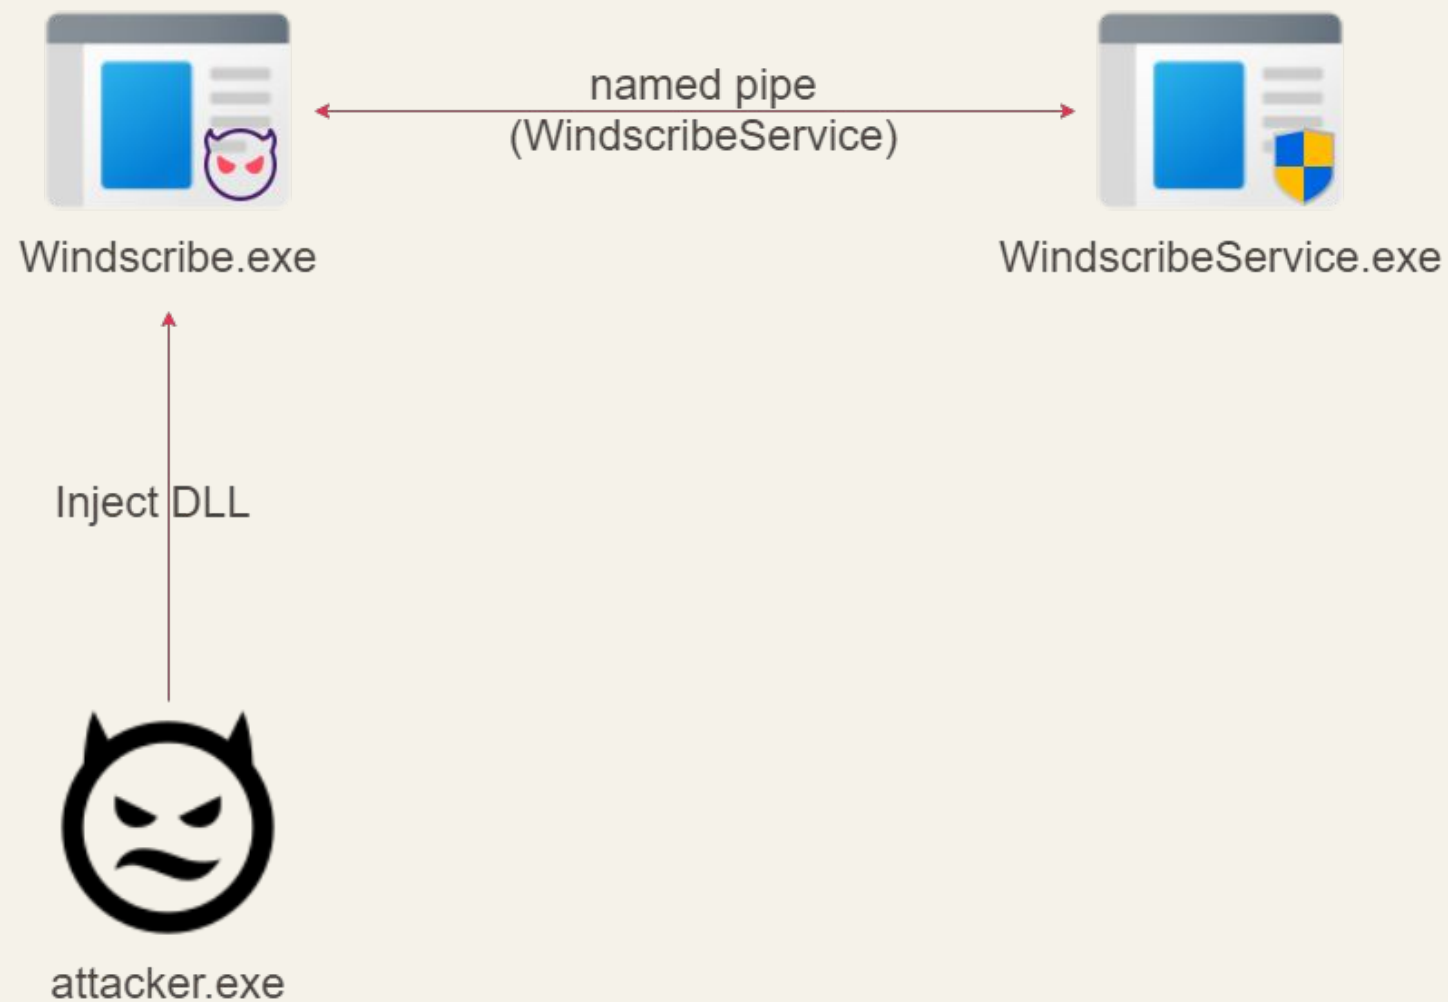 named pipe
(WindscribeService)
Windscribe.exe
WindscribeService.exe
Inject DLL
attacker.exe